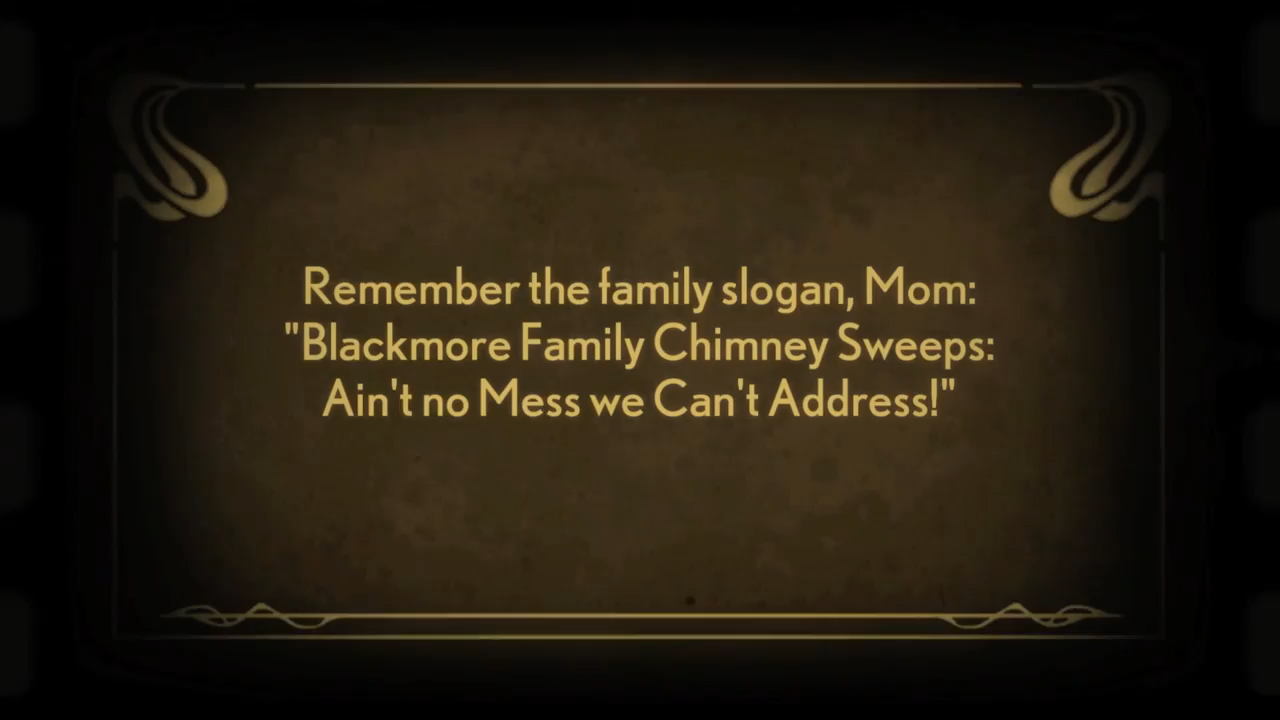 Remember the family slogan, Mom:
"Blackmore Family Chimney Sweeps:
Ain't no Mess we Can't Address!"